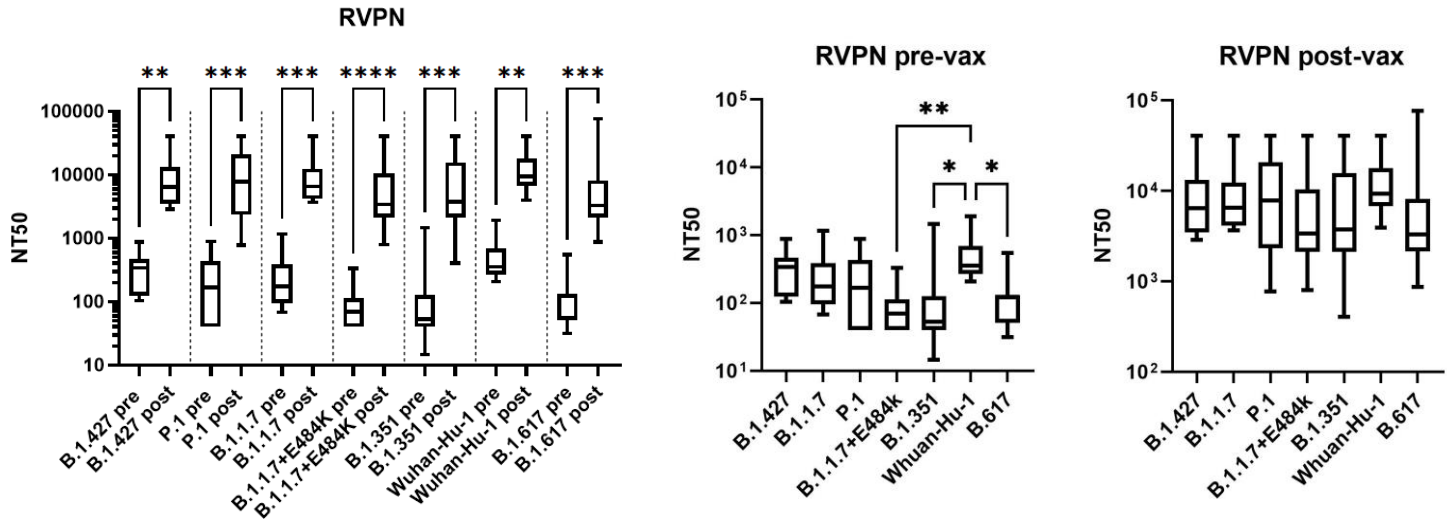 RVPN
** *** *** **** *** ** ***
NT50
100000
10000
1000
100
10
B.1.427 pre
B.1.427 post
P.1 pre
P.1 post
B.1.1.7 pre
B.1.1.7 post
B.1.1.7+E484K pre
B.1.1.7+E484K post
B.1.351 pre
B.1.351 post
Wuhan-Hu-1 pre
Wuhan-Hu-1 post
B.1.617 pre
B.1.617 post
RVPN pre-vax
**
* *
NT50
10⁵
10⁴
10³
10²
10¹
B.1.427
B.1.1.7
P.1
B.1.1.7+E484k
B.1.351
Whuan-Hu-1
B.617
RVPN post-vax
NT50
10⁵
10⁴
10³
10²
B.1.427
B.1.1.7
P.1
B.1.1.7+E484K
B.1.351
Whuan-Hu-1
B.617